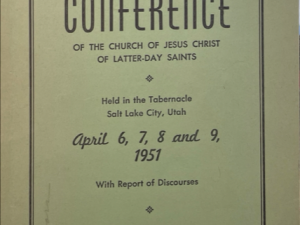 CONFERENCE
OF THE CHURCH OF JESUS CHRIST
OF LATTER-DAY SAINTS
Held in the Tabernacle
Salt Lake City, Utah
April 6, 7, 8 and 9,
1951
With Report of Discourses